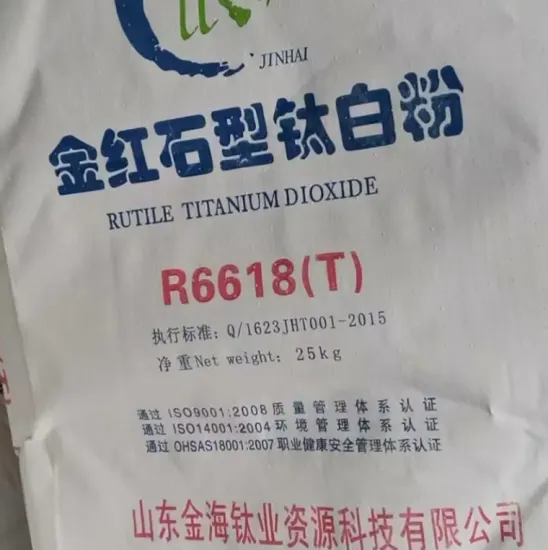 JINHAI
金红石型钛白粉
RUTILE TITANIUM DIOXIDE
R6618(T)
执行标准: Q/1623JHT001-2015
净重Net weight: 25kg
通过 ISO9001:2008 质量管理体系认证
通过 ISO14001:2004 环境管理体系认证
通过 OHSAS18001:2007 职业健康安全管理体系认证
山东金海钛业资源科技有限公司